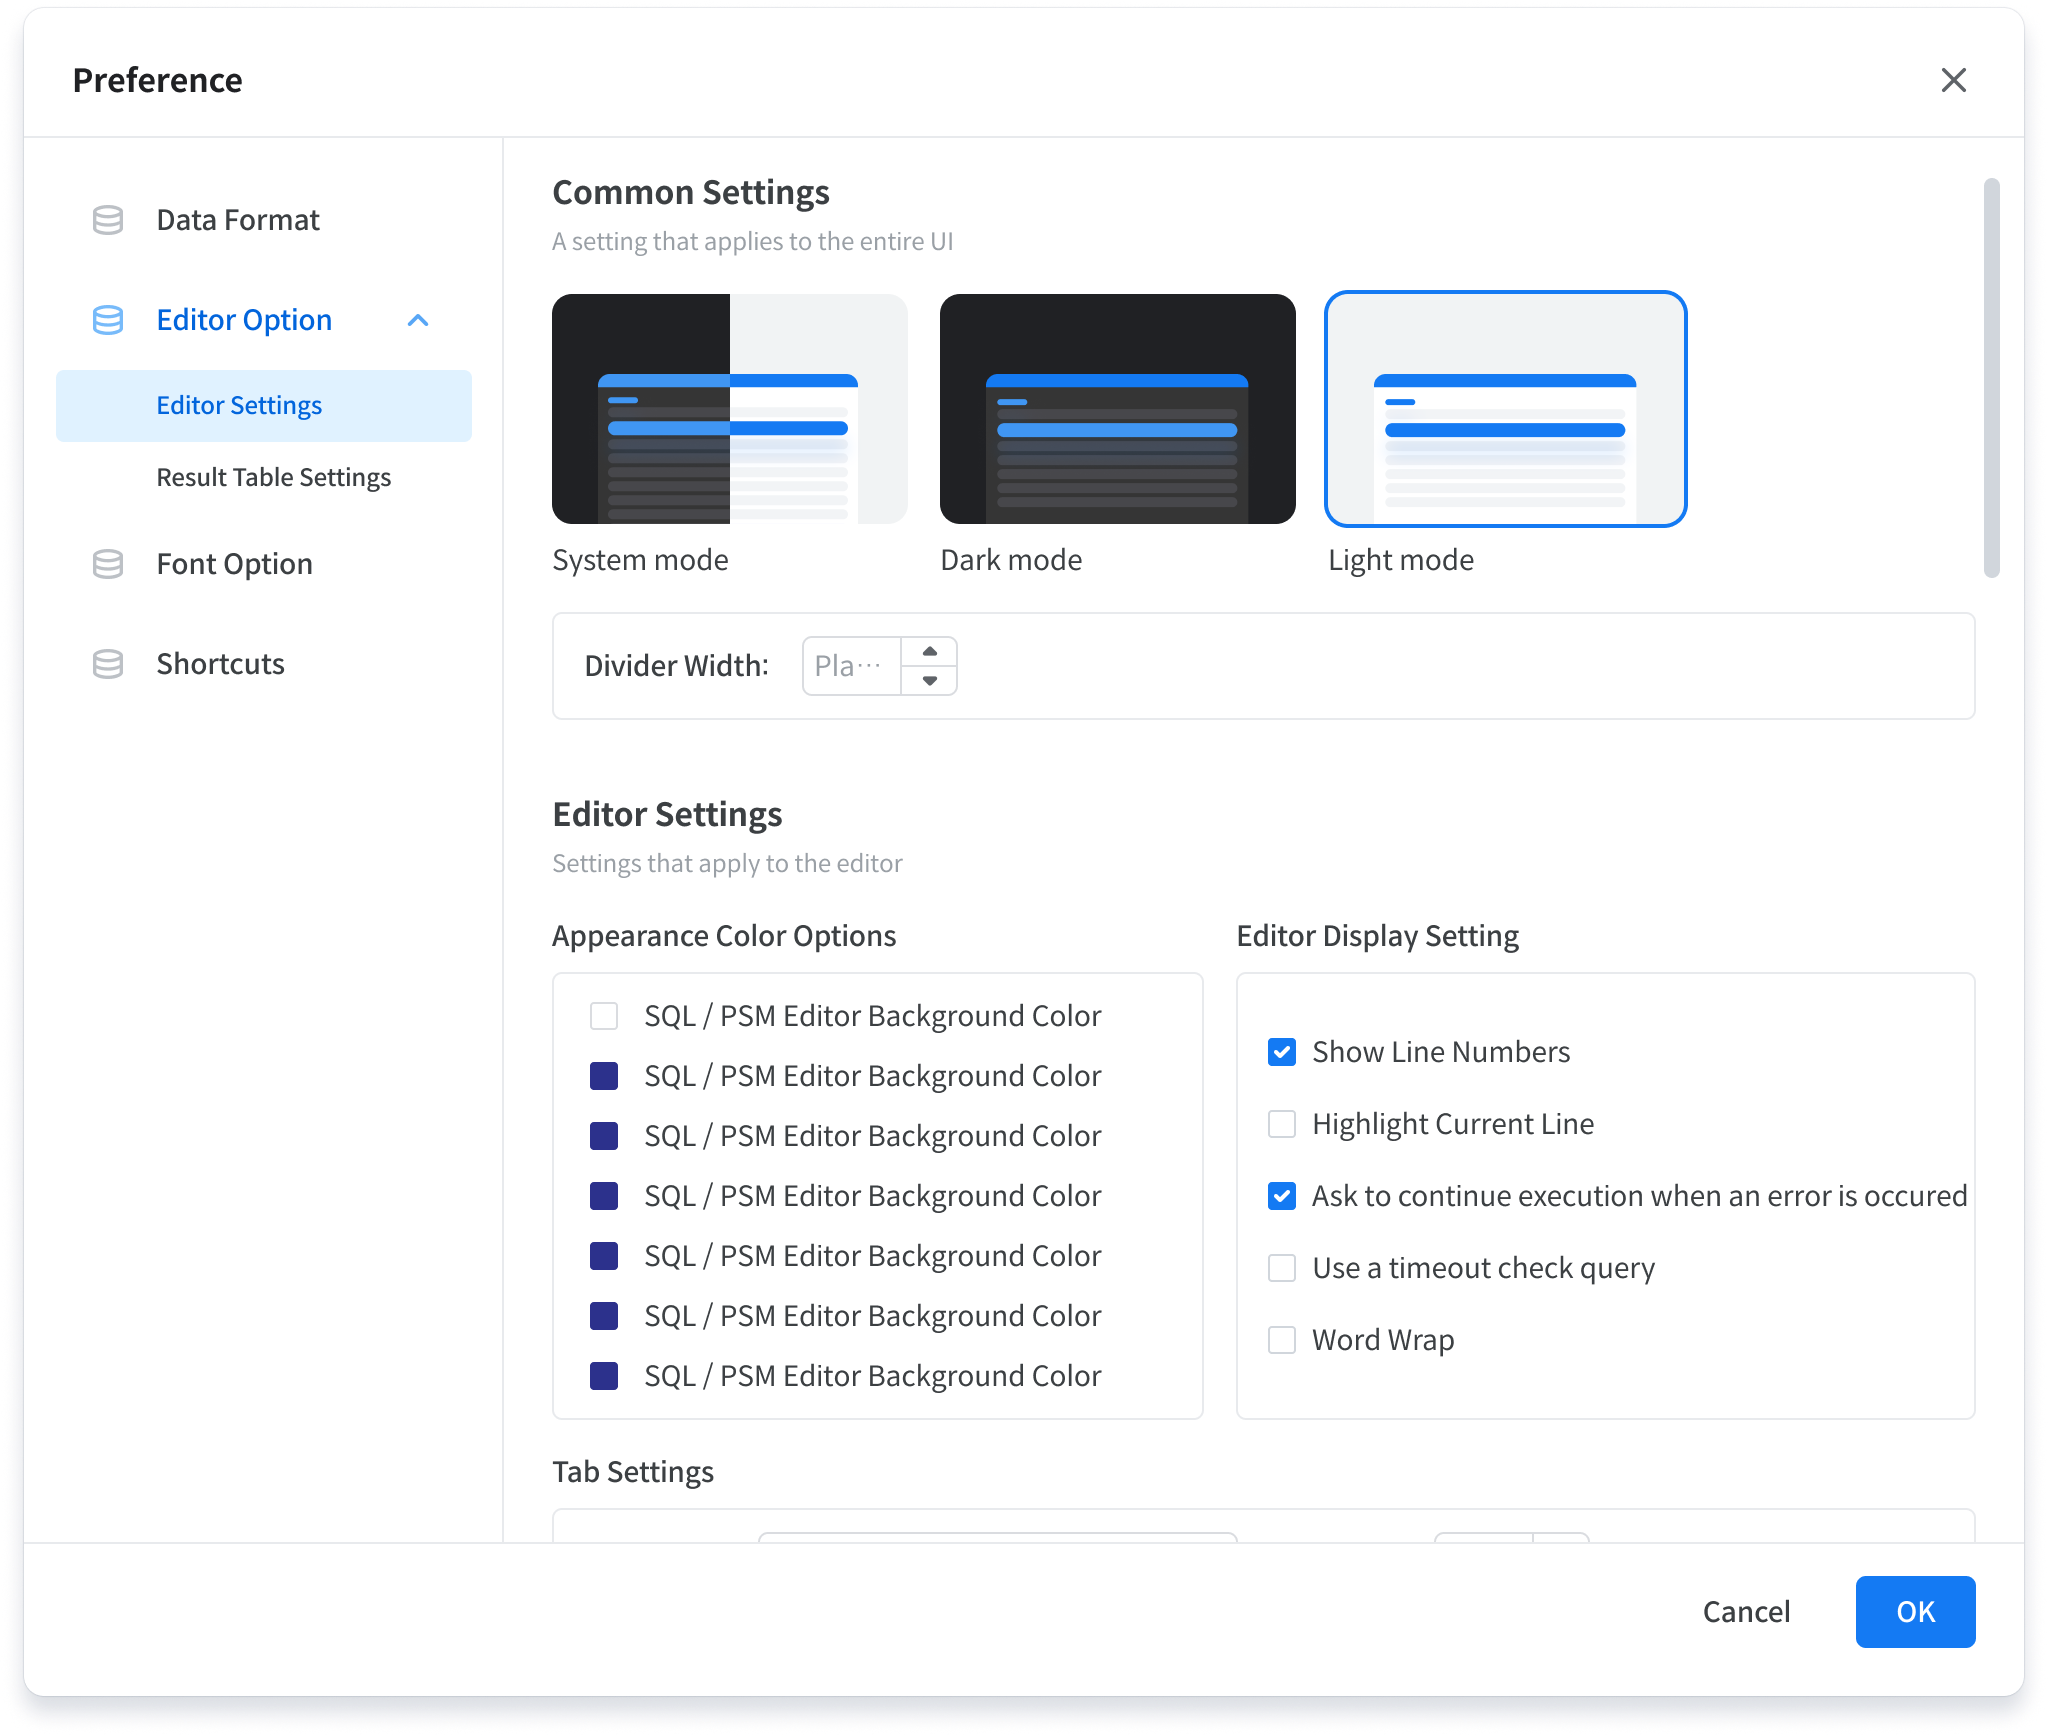 Preference
Data Format
Editor Option
Editor Settings
Result Table Settings
Font Option
Shortcuts
Common Settings
A setting that applies to the entire UI
System mode
Dark mode
Light mode
Divider Width:
Pla…
Editor Settings
Settings that apply to the editor
Appearance Color Options
SQL / PSM Editor Background Color
SQL / PSM Editor Background Color
SQL / PSM Editor Background Color
SQL / PSM Editor Background Color
SQL / PSM Editor Background Color
SQL / PSM Editor Background Color
SQL / PSM Editor Background Color
Editor Display Setting
Show Line Numbers
Highlight Current Line
Ask to continue execution when an error is occured
Use a timeout check query
Word Wrap
Tab Settings
Cancel
OK